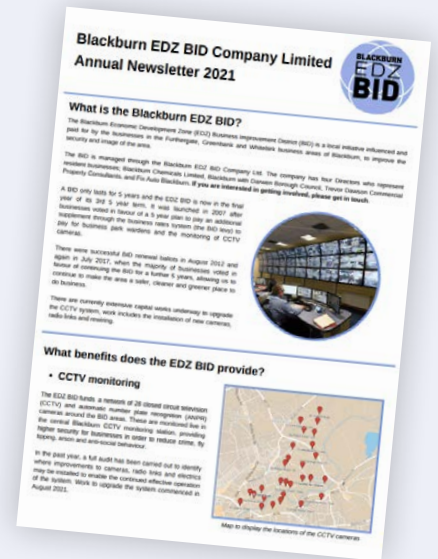 Blackburn EDZ BID Company Limited
Annual Newsletter 2021
BLACKBURN
EDZ
BID
What is the Blackburn EDZ BID?
The Blackburn Economic Development Zone (EDZ) Business Improvement District (BID) is a local initiative influenced and
paid for by the businesses in the Furthergate, Greenbank and Whitebirk business areas of Blackburn, to improve the
security and image of the area.
The BID is managed through the Blackburn EDZ BID Company Ltd. The company has four Directors who represent
resident businesses; Blackburn Chemicals Limited, Blackburn with Darwen Borough Council, Trevor Dawson Commercial
Property Consultants, and Fix Auto Blackburn. If you are interested in getting involved, please get in touch.
A BID only lasts for 5 years and the EDZ BID is now in the final
year of its 3rd 5 year term. It was launched in 2007 after
businesses voted in favour of a 5 year plan to pay an additional
supplement through the business rates system (the BID levy) to
pay for business park wardens and the monitoring of CCTV
cameras.
There were successful BID renewal ballots in August 2012 and
again in July 2017, when the majority of businesses voted in
favour of continuing the BID for a further 5 years, allowing us to
continue to make the area a safer, cleaner and greener place to
do business.
There are currently extensive capital works underway to upgrade
the CCTV system, work includes the installation of new cameras,
radio links and rewiring.
What benefits does the EDZ BID provide?
• CCTV monitoring
The EDZ BID funds a network of 28 closed circuit television
(CCTV) and automatic number plate recognition (ANPR)
cameras around the BID areas. These are monitored live in
the central Blackburn CCTV monitoring station, providing
higher security for businesses in order to reduce crime, fly
tipping, arson and anti-social behaviour.
In the past year, a full audit has been carried out to identify
where improvements to cameras, radio links and electrics
may be installed to enable the continued effective operation
of the system. Work to upgrade the system commenced in
August 2021.
Map to display the locations of the CCTV cameras